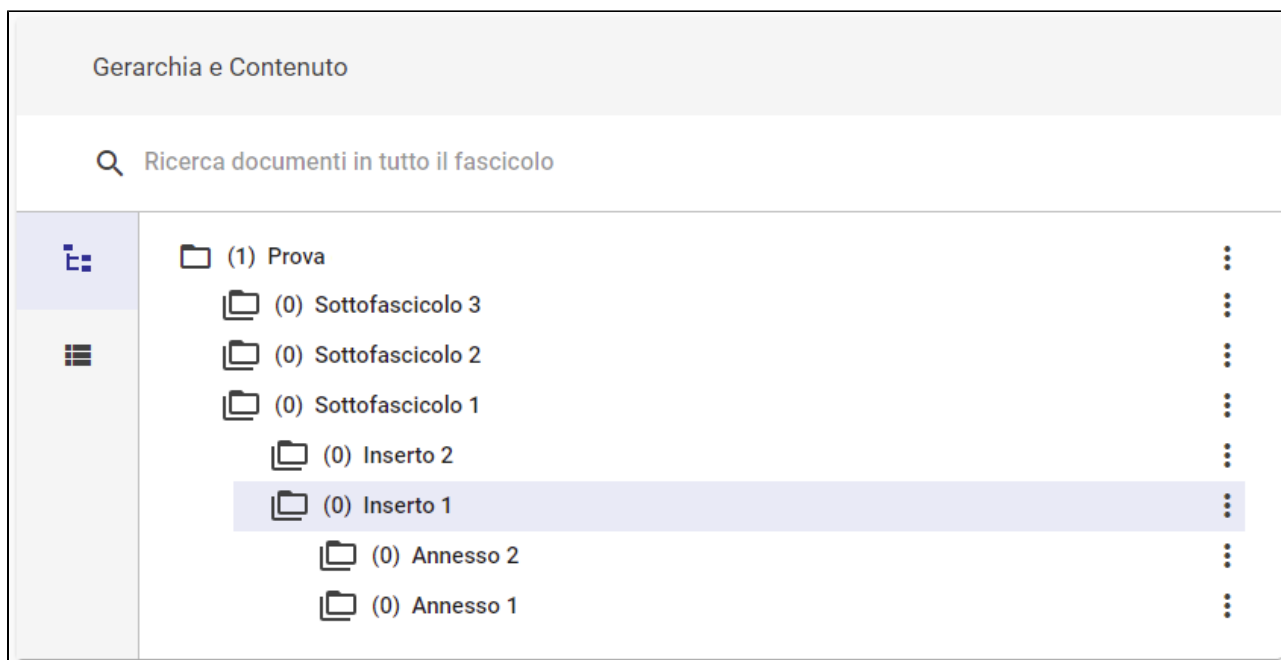 Gerarchia e Contenuto
Ricerca documenti in tutto il fascicolo
(1) Prova
(0) Sottofascicolo 3
(0) Sottofascicolo 2
(0) Sottofascicolo 1
(0) Inserto 2
(0) Inserto 1
(0) Annesso 2
(0) Annesso 1